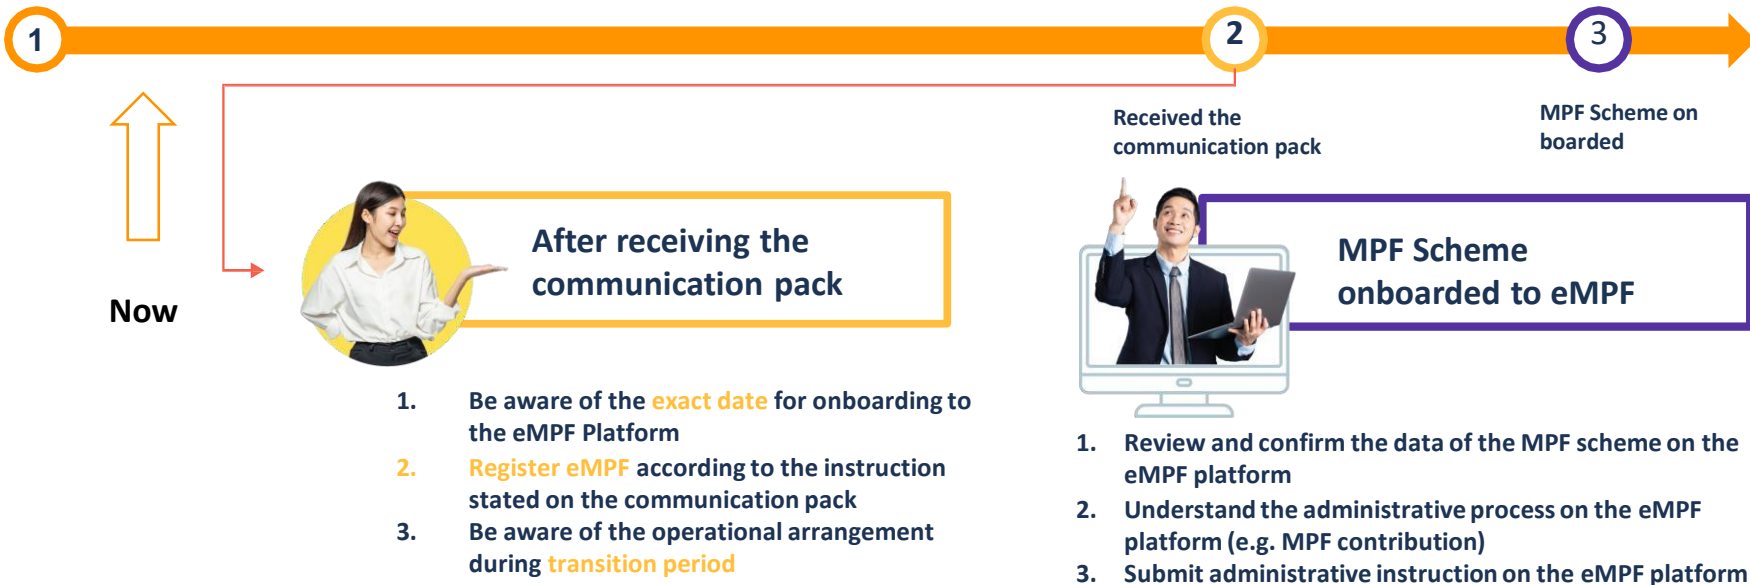 1
2
3
Received the
communication pack
MPF Scheme on
boarded
Now
After receiving the
communication pack
1. Be aware of the exact date for onboarding to
the eMPF Platform
2. Register eMPF according to the instruction
stated on the communication pack
3. Be aware of the operational arrangement
during transition period
MPF Scheme
onboarded to eMPF
1. Review and confirm the data of the MPF scheme on the
eMPF platform
2. Understand the administrative process on the eMPF
platform (e.g. MPF contribution)
3. Submit administrative instruction on the eMPF platform